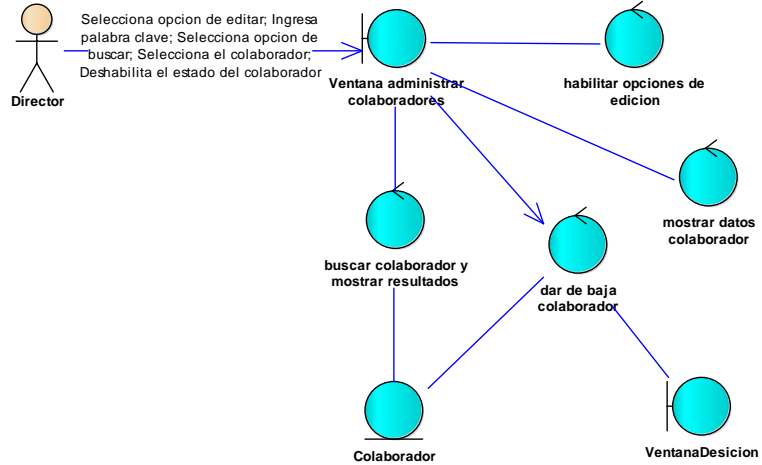 Selecciona opcion de editar; Ingresa
palabra clave; Selecciona opcion de
buscar; Selecciona el colaborador;
Deshabilita el estado del colaborador
Director
Ventana administrar
colaboradores
habilitar opciones de
edicion
mostrar datos
colaborador
buscar colaborador y
mostrar resultados
dar de baja
colaborador
Colaborador
VentanaDesicion